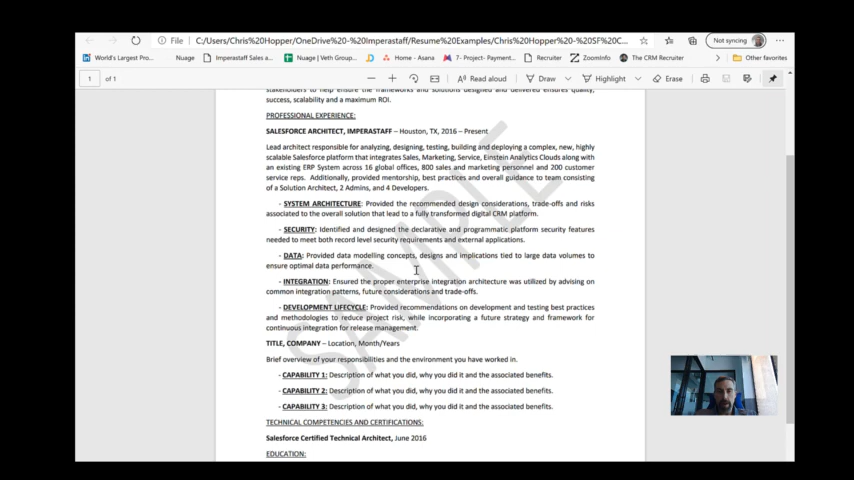 File
C:/Users/Chris%20Hopper/OneDrive%20-%20Imperastaff/Resume%20Examples/Chris%20Hopper%20-%20SF%20C...
Not syncing
World's Largest Pro...
Nuage
Imperastaff Sales a...
Nuage | Veth Group...
Home - Asana
7- Project- Payment...
Recruiter
ZoomInfo
The CRM Recruiter
Other favorites
1 of 1
Read aloud
Draw
Highlight
Erase
stakeholders to help ensure the frameworks and solutions designed and delivered ensures quality,
success, scalability and a maximum ROI.
PROFESSIONAL EXPERIENCE:
SALESFORCE ARCHITECT, IMPERASTAFF – Houston, TX, 2016 – Present
Lead architect responsible for analyzing, designing, testing, building and deploying a complex, new, highly
scalable Salesforce platform that integrates Sales, Marketing, Service, Einstein Analytics Clouds along with
an existing ERP System across 16 global offices, 800 sales and marketing personnel and 200 customer
service reps. Additionally, provided mentorship, best practices and overall guidance to team consisting
of a Solution Architect, 2 Admins, and 4 Developers.
- SYSTEM ARCHITECTURE: Provided the recommended design considerations, trade-offs and risks
associated to the overall solution that lead to a fully transformed digital CRM platform.
- SECURITY: Identified and designed the declarative and programmatic platform security features
needed to meet both record level security requirements and external applications.
- DATA: Provided data modelling concepts, designs and implications tied to large data volumes to
ensure optimal data performance.
- INTEGRATION: Ensured the proper enterprise integration architecture was utilized by advising on
common integration patterns, future considerations and trade-offs.
- DEVELOPMENT LIFECYCLE: Provided recommendations on development and testing best practices
and methodologies to reduce project risk, while incorporating a future strategy and framework for
continuous integration for release management.
TITLE, COMPANY – Location, Month/Years
Brief overview of your responsibilities and the environment you have worked in.
- CAPABILITY 1: Description of what you did, why you did it and the associated benefits.
- CAPABILITY 2: Description of what you did, why you did it and the associated benefits.
- CAPABILITY 3: Description of what you did, why you did it and the associated benefits.
TECHNICAL COMPETENCIES AND CERTIFICATIONS:
Salesforce Certified Technical Architect, June 2016
EDUCATION:
SAMPLE